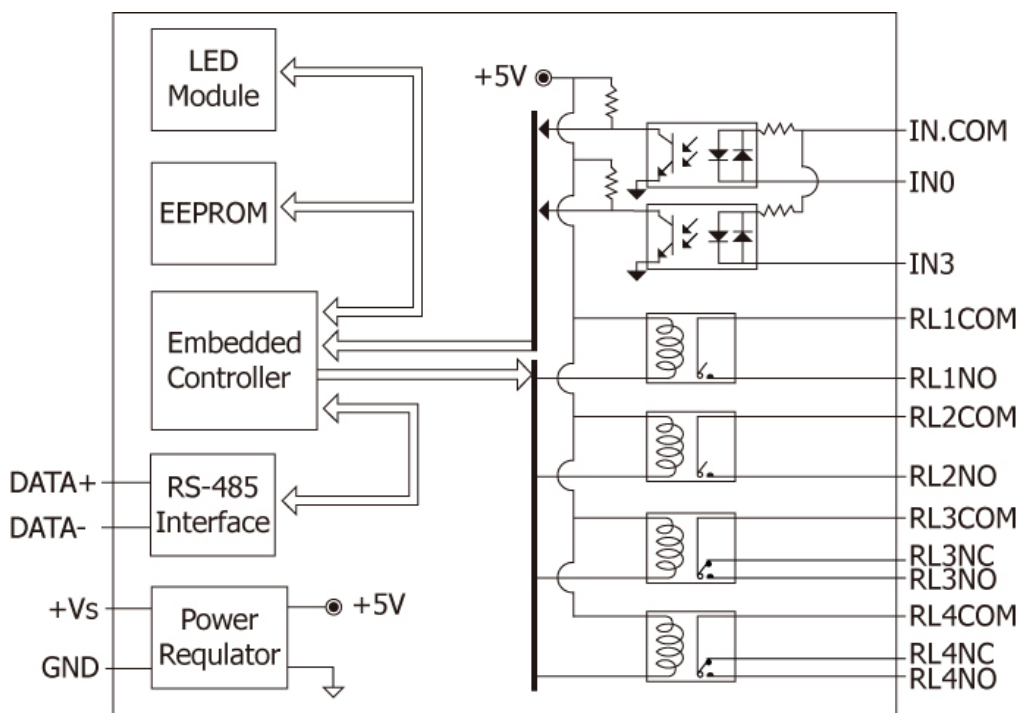 LED
Module
EEPROM
Embedded
Controller
RS-485
Interface
Power
Requlator
DATA+
DATA-
+Vs
GND
+5V
+5V
IN.COM
IN0
IN3
RL1COM
RL1NO
RL2COM
RL2NO
RL3COM
RL3NC
RL3NO
RL4COM
RL4NC
RL4NO